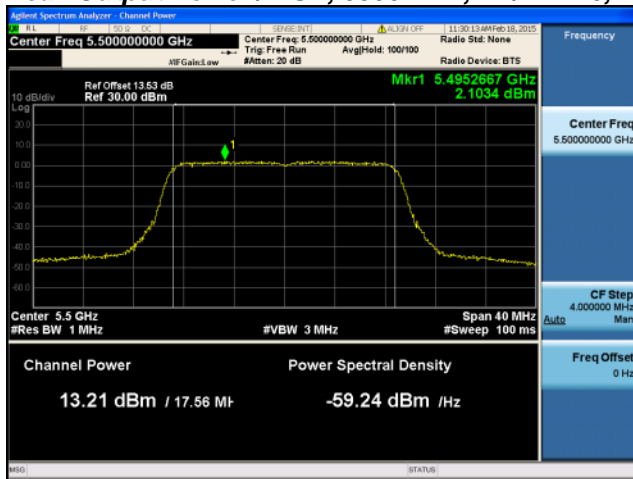 Agilent Spectrum Analyzer - Channel Power
RL RF 50 Ω DC SENSE:INT ALIGN OFF 11:30:13 AM Feb 18, 2015
Center Freq 5.500000000 GHz
Center Freq: 5.500000000 GHz
Radio Std: None
Trig: Free Run Avg|Hold: 100/100
#IFGain:Low #Atten: 20 dB Radio Device: BTS
Ref Offset 13.53 dB
10 dB/div Ref 30.00 dBm
Mkr1 5.4952667 GHz
2.1034 dBm
Log
20.0
10.0
0.00
-10.0
-20.0
-30.0
-40.0
-50.0
-60.0
1
Center 5.5 GHz Span 40 MHz
#Res BW 1 MHz #VBW 3 MHz #Sweep 100 ms
Channel Power Power Spectral Density
13.21 dBm / 17.56 MH -59.24 dBm /Hz
MSG STATUS
Frequency
Center Freq
5.500000000 GHz
CF Step
4.000000 MHz
Auto Man
Freq Offset
0 Hz